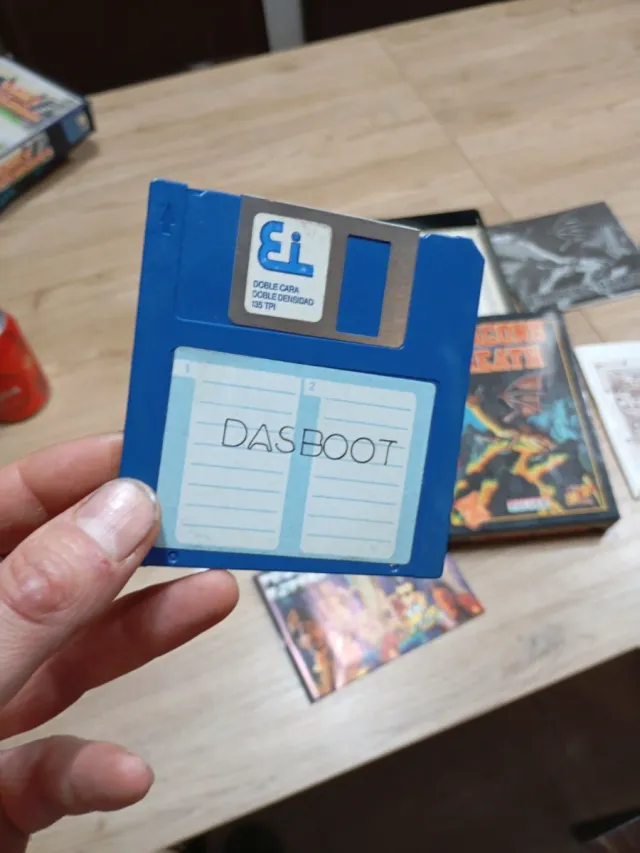 Ei
DOBLE CARA
DOBLE DENSIDAD
135 TPI
1
2
DASBOOT